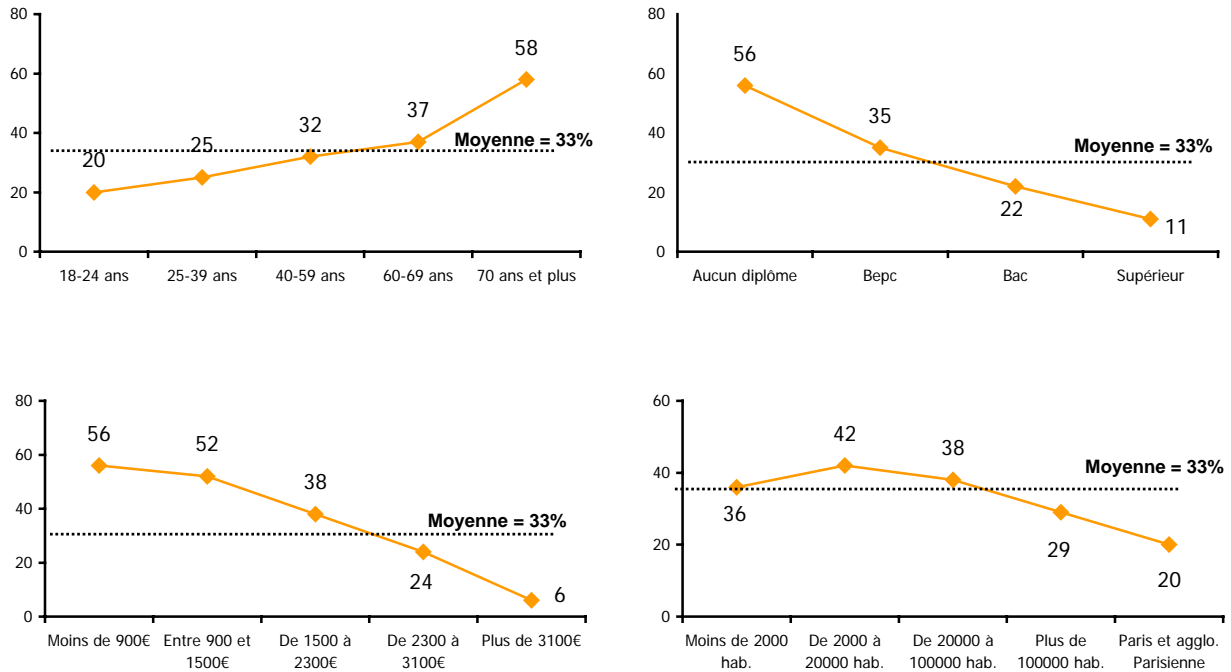 80
60
40
20
0
20
25
32
37
58
Moyenne = 33%
18-24 ans
25-39 ans
40-59 ans
60-69 ans
70 ans et plus
80
60
40
20
0
56
35
22
11
Moyenne = 33%
Aucun diplôme
Bepc
Bac
Supérieur
80
60
40
20
0
56
52
38
24
6
Moyenne = 33%
Moins de 900€
Entre 900 et
1500€
De 1500 à
2300€
De 2300 à
3100€
Plus de 3100€
60
40
20
0
36
42
38
29
20
Moyenne = 33%
Moins de 2000
hab.
De 2000 à
20000 hab.
De 20000 à
100000 hab.
Plus de
100000 hab.
Paris et agglo.
Parisienne